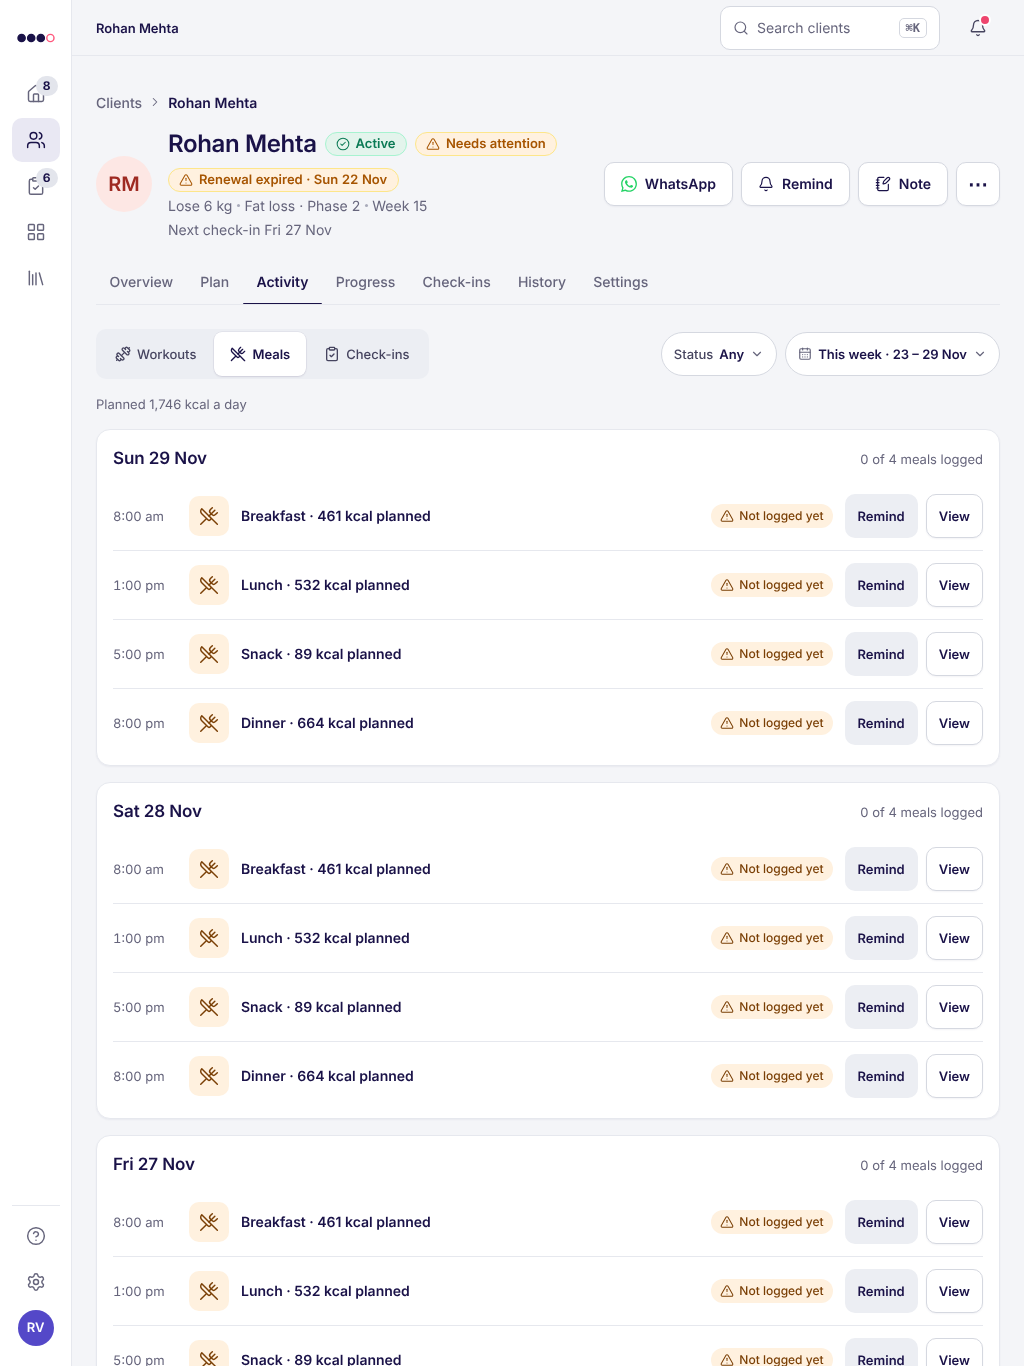 Rohan Mehta
Search clients
⌘K
8
6
Clients
Rohan Mehta
RM
Rohan Mehta
Active
Needs attention
Renewal expired · Sun 22 Nov
Lose 6 kg · Fat loss · Phase 2 · Week 15
Next check-in Fri 27 Nov
WhatsApp
Remind
Note
Overview
Plan
Activity
Progress
Check-ins
History
Settings
Workouts
Meals
Check-ins
Status Any
This week · 23 – 29 Nov
Planned 1,746 kcal a day
Sun 29 Nov
0 of 4 meals logged
8:00 am
Breakfast · 461 kcal planned
Not logged yet
Remind
View
1:00 pm
Lunch · 532 kcal planned
Not logged yet
Remind
View
5:00 pm
Snack · 89 kcal planned
Not logged yet
Remind
View
8:00 pm
Dinner · 664 kcal planned
Not logged yet
Remind
View
Sat 28 Nov
0 of 4 meals logged
8:00 am
Breakfast · 461 kcal planned
Not logged yet
Remind
View
1:00 pm
Lunch · 532 kcal planned
Not logged yet
Remind
View
5:00 pm
Snack · 89 kcal planned
Not logged yet
Remind
View
8:00 pm
Dinner · 664 kcal planned
Not logged yet
Remind
View
Fri 27 Nov
0 of 4 meals logged
8:00 am
Breakfast · 461 kcal planned
Not logged yet
Remind
View
1:00 pm
Lunch · 532 kcal planned
Not logged yet
Remind
View
5:00 pm
Snack · 89 kcal planned
Not logged yet
Remind
View
RV